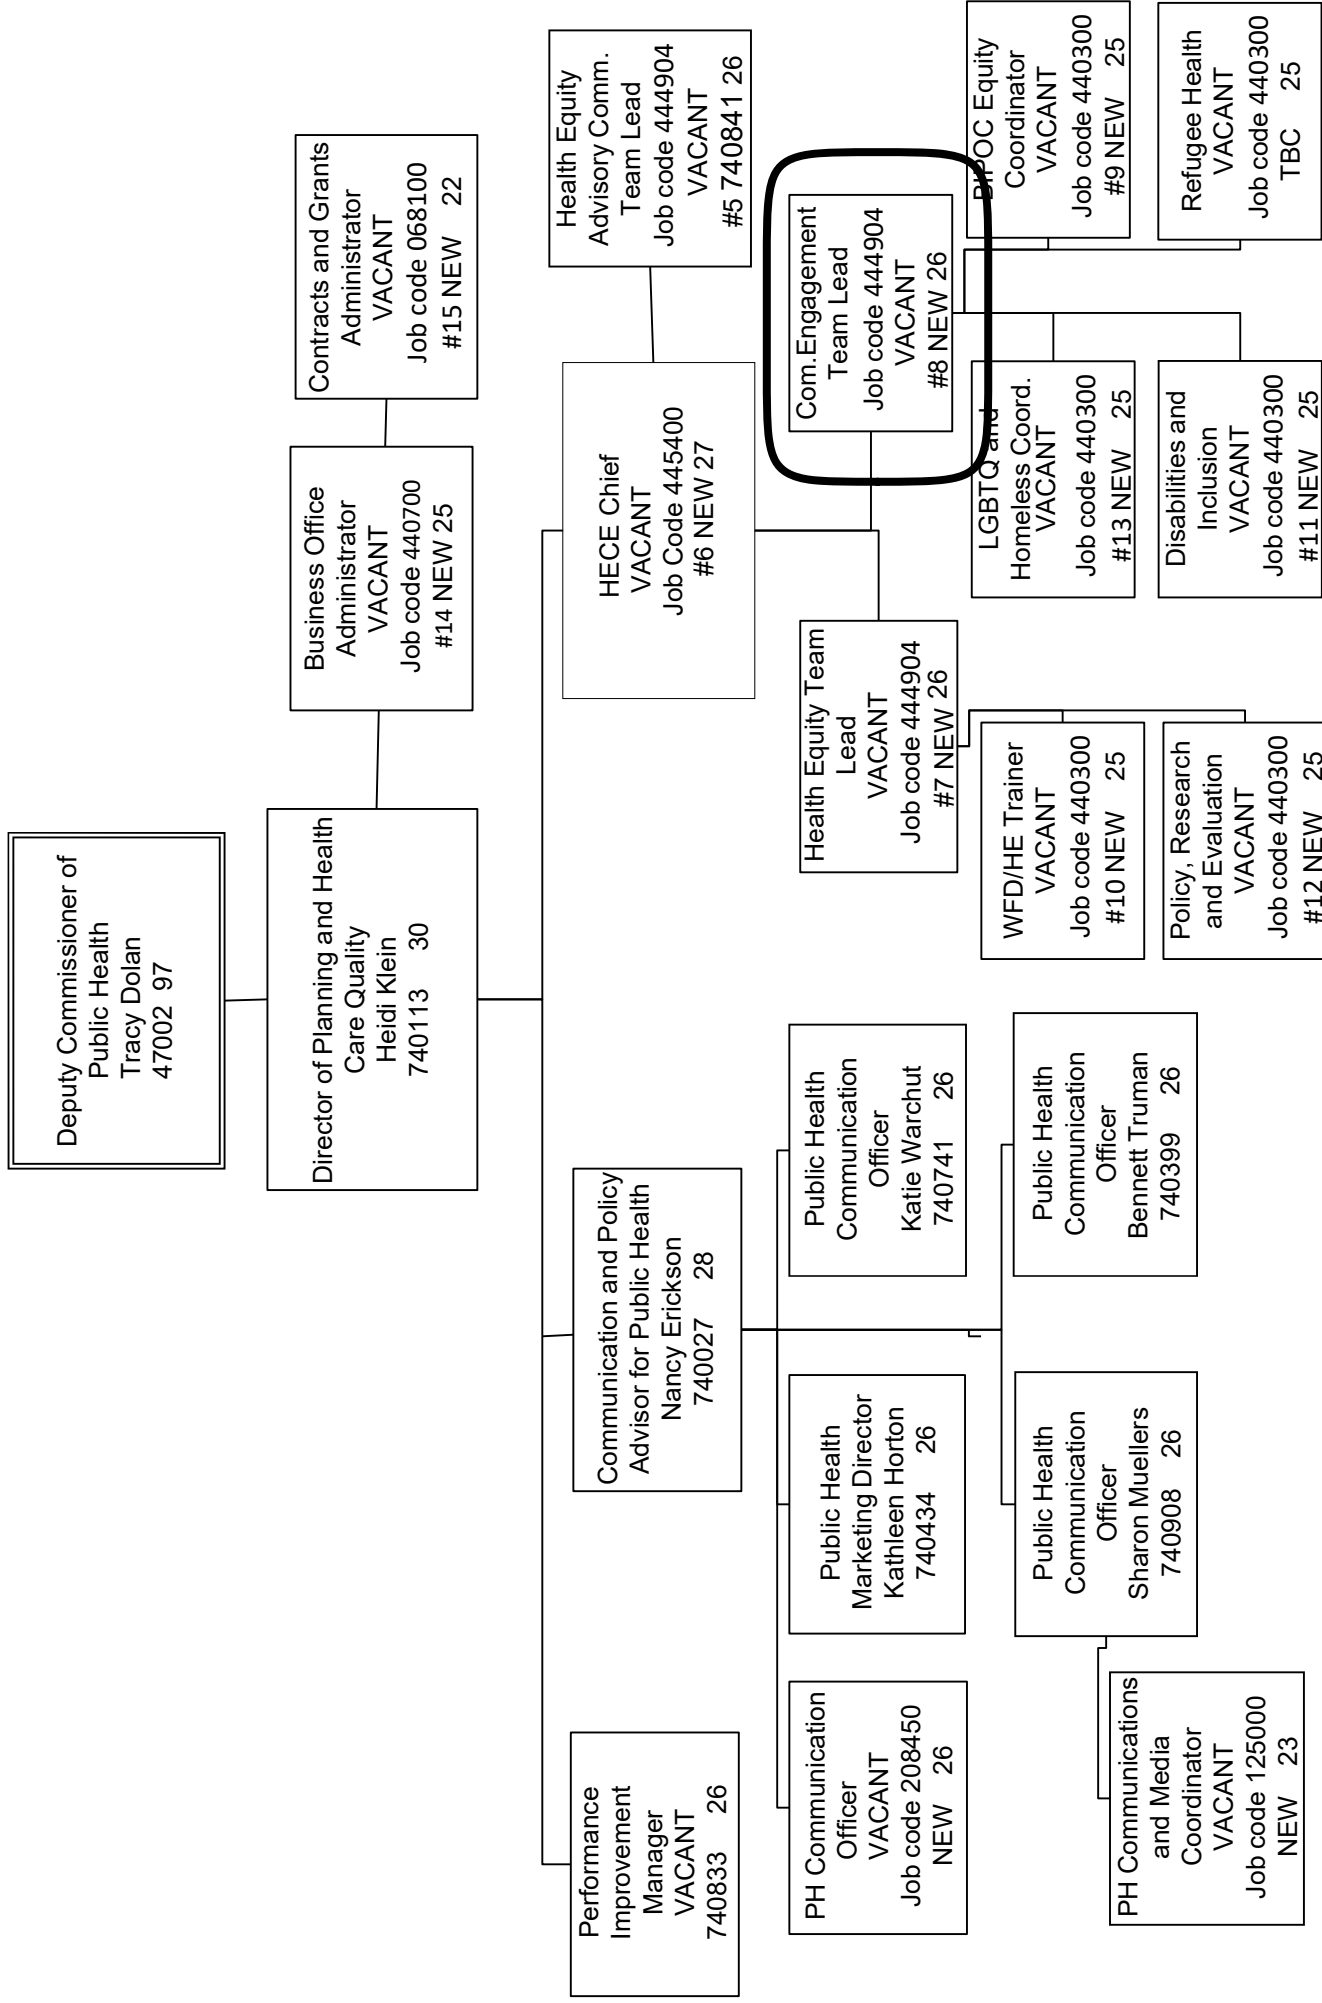 Deputy Commissioner of
Public Health
Tracy Dolan
47002 97
Director of Planning and Health
Care Quality
Heidi Klein
740113 30
Business Office
Administrator
VACANT
Job code 440700
#14 NEW 25
Contracts and Grants
Administrator
VACANT
Job code 068100
#15 NEW 22
Performance
Improvement
Manager
VACANT
740833 26
Communication and Policy
Advisor for Public Health
Nancy Erickson
740027 28
HECE Chief
VACANT
Job Code 445400
#6 NEW 27
Health Equity
Advisory Comm.
Team Lead
Job code 444904
VACANT
#5 740841 26
PH Communication
Officer
VACANT
Job code 208450
NEW 26
Public Health
Marketing Director
Kathleen Horton
740434 26
Public Health
Communication
Officer
Katie Warchut
740741 26
Health Equity Team
Lead
VACANT
Job code 444904
#7 NEW 26
Com.Engagement
Team Lead
Job code 444904
VACANT
#8 NEW 26
PH Communications
and Media
Coordinator
VACANT
Job code 125000
NEW 23
Public Health
Communication
Officer
Sharon Muellers
740908 26
Public Health
Communication
Officer
Bennett Truman
740399 26
WFD/HE Trainer
VACANT
Job code 440300
#10 NEW 25
LGBTQ and
Homeless Coord.
VACANT
Job code 440300
#13 NEW 25
BIPOC Equity
Coordinator
VACANT
Job code 440300
#9 NEW 25
Policy, Research
and Evaluation
VACANT
Job code 440300
#12 NEW 25
Disabilities and
Inclusion
VACANT
Job code 440300
#11 NEW 25
Refugee Health
VACANT
Job code 440300
TBC 25